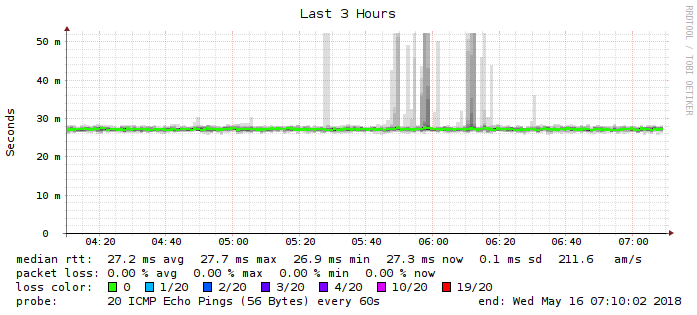 Last 3 Hours
RRDTOOL / TOBI OETIKER
Seconds
50 m
40 m
30 m
20 m
10 m
0
04:20 04:40 05:00 05:20 05:40 06:00 06:20 06:40 07:00
median rtt: 27.2 ms avg 27.7 ms max 26.9 ms min 27.3 ms now 0.1 ms sd 211.6 am/s
packet loss: 0.00 % avg 0.00 % max 0.00 % min 0.00 % now
loss color: 0 1/20 2/20 3/20 4/20 10/20 19/20
probe: 20 ICMP Echo Pings (56 Bytes) every 60s end: Wed May 16 07:10:02 2018